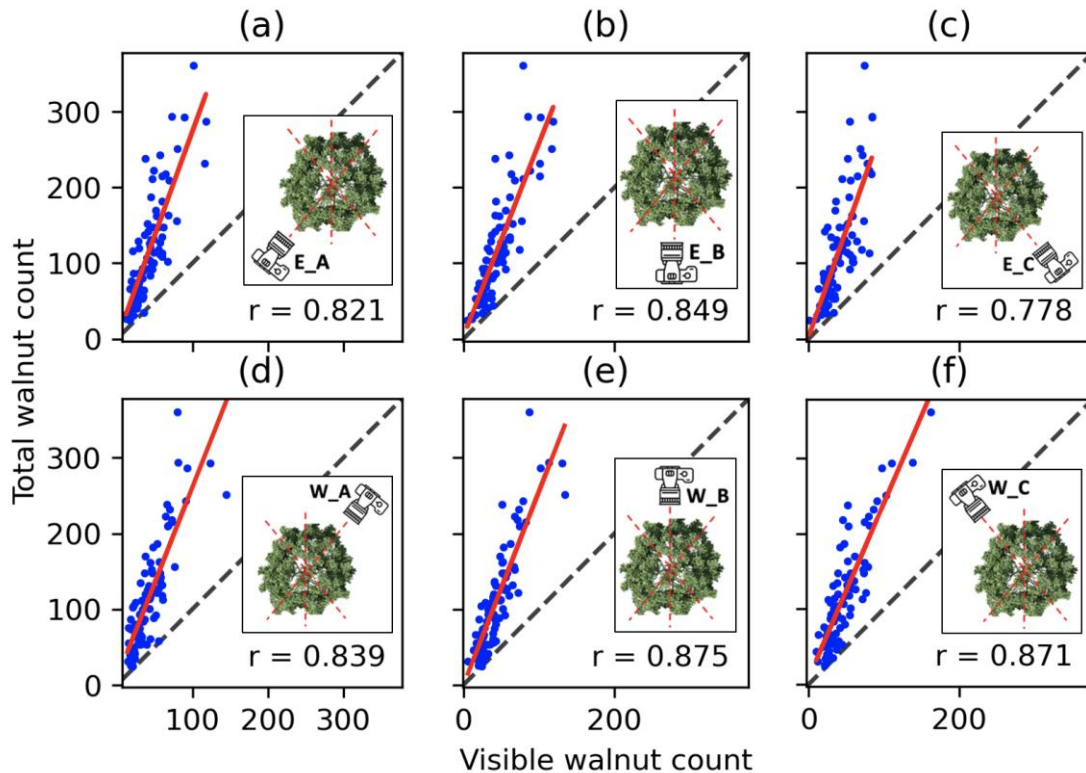 (a) (b) (c)
300
200
100
0
E_A
r = 0.821
E_B
r = 0.849
E_C
r = 0.778
(d) (e) (f)
300
200
100
0
W_A
r = 0.839
W_B
r = 0.875
W_C
r = 0.871
100 200 300
0 200
0 200
Total walnut count
Visible walnut count